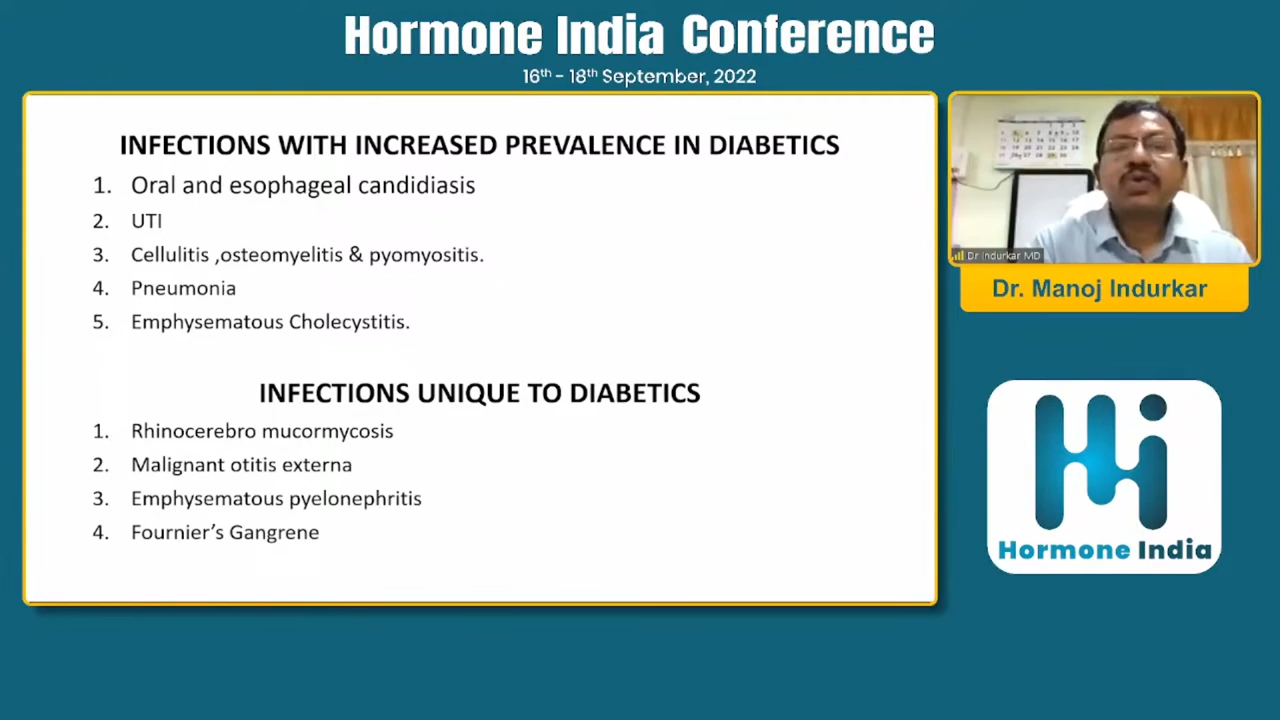 Hormone India Conference
16th - 18th September, 2022
INFECTIONS WITH INCREASED PREVALENCE IN DIABETICS
1. Oral and esophageal candidiasis
2. UTI
3. Cellulitis ,osteomyelitis & pyomyositis.
4. Pneumonia
5. Emphysematous Cholecystitis.
INFECTIONS UNIQUE TO DIABETICS
1. Rhinocerebro mucormycosis
2. Malignant otitis externa
3. Emphysematous pyelonephritis
4. Fournier’s Gangrene
Dr Indurkar MD
Dr. Manoj Indurkar
Hi
Hormone India